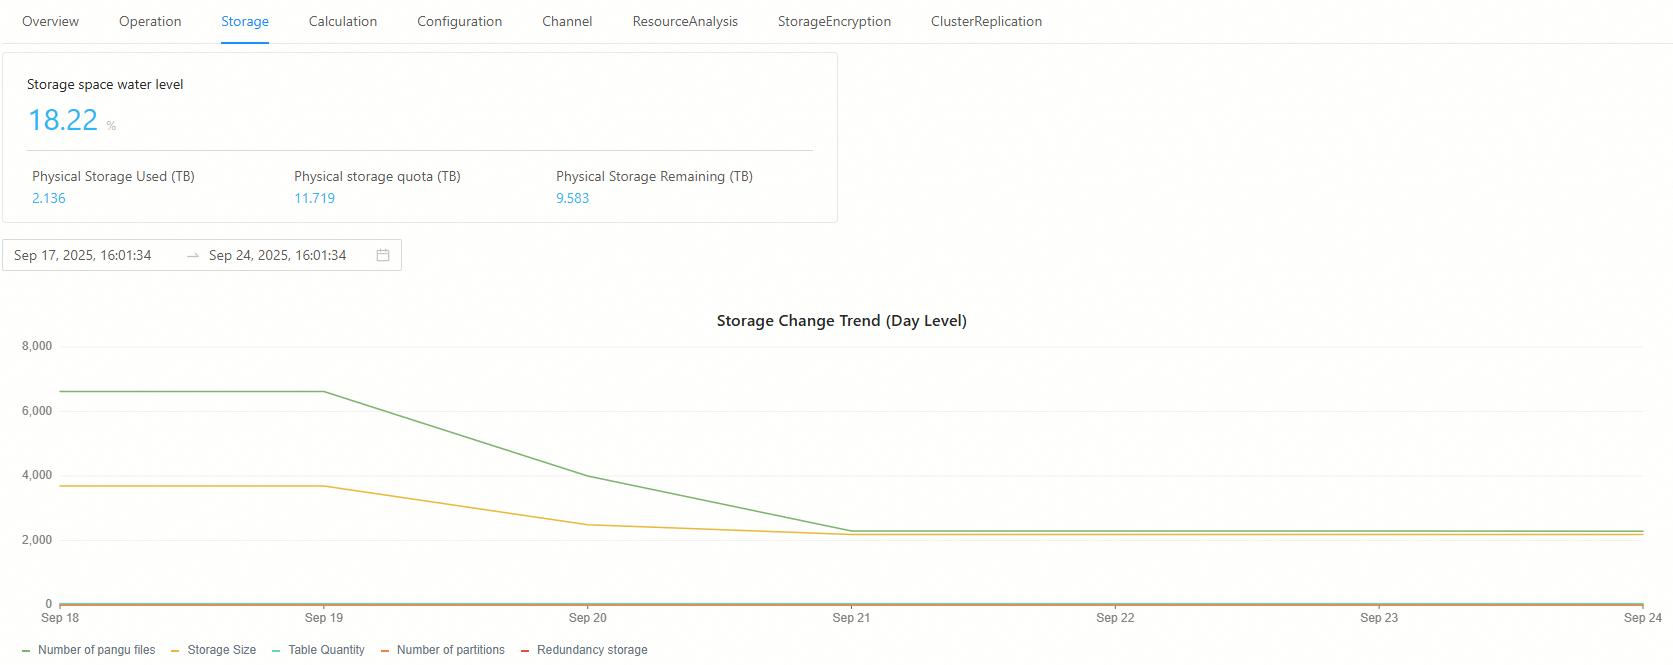 Overview Operation Storage Calculation Configuration Channel ResourceAnalysis StorageEncryption ClusterReplication
Storage space water level
18.22 %
Physical Storage Used (TB) Physical storage quota (TB) Physical Storage Remaining (TB)
2.136 11.719 9.583
Sep 17, 2025, 16:01:34 → Sep 24, 2025, 16:01:34
Storage Change Trend (Day Level)
8,000
6,000
4,000
2,000
0
Sep 18 Sep 19 Sep 20 Sep 21 Sep 22 Sep 23 Sep 24
Number of pangu files Storage Size Table Quantity Number of partitions Redundancy storage